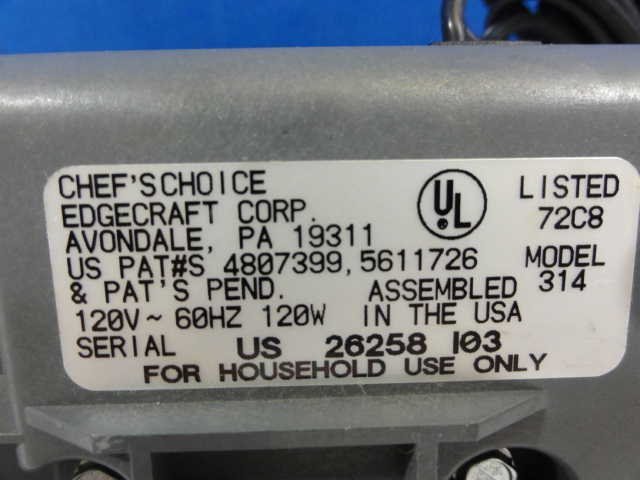 CHEF'SCHOICE
EDGECRAFT CORP.
AVONDALE, PA 19311
US PAT#S 4807399,5611726
& PAT'S PEND. ASSEMBLED
120V~ 60HZ 120W IN THE USA
SERIAL US 26258 I03
FOR HOUSEHOLD USE ONLY
UL
LISTED
72C8
MODEL
314